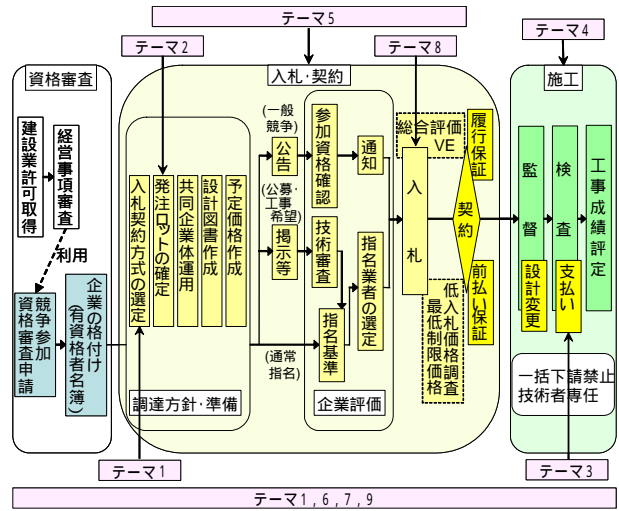 テーマ5
テーマ2
テーマ8
テーマ4
資格審査
入札・契約
施工
建設業許可取得
経営事項審査
利用
競争参加
資格審査申請
企業の格付け
(有資格者名簿)
入札契約方式の選定
発注ロットの確定
共同企業体運用
設計図書作成
予定価格作成
調達方針・準備
(一般
競争)
公告
(公募・
工事
希望)
掲示等
(通常
指名)
参加資格確認
通知
技術審査
指名基準
指名業者の選定
企業評価
総合評価
VE
入札
低入札価格調査
最低制限価格
履行保証
契約
前払い保証
監督
設計変更
検査
支払い
工事成績評定
一括下請禁止
技術者専任
テーマ1
テーマ3
テーマ1,6,7,9